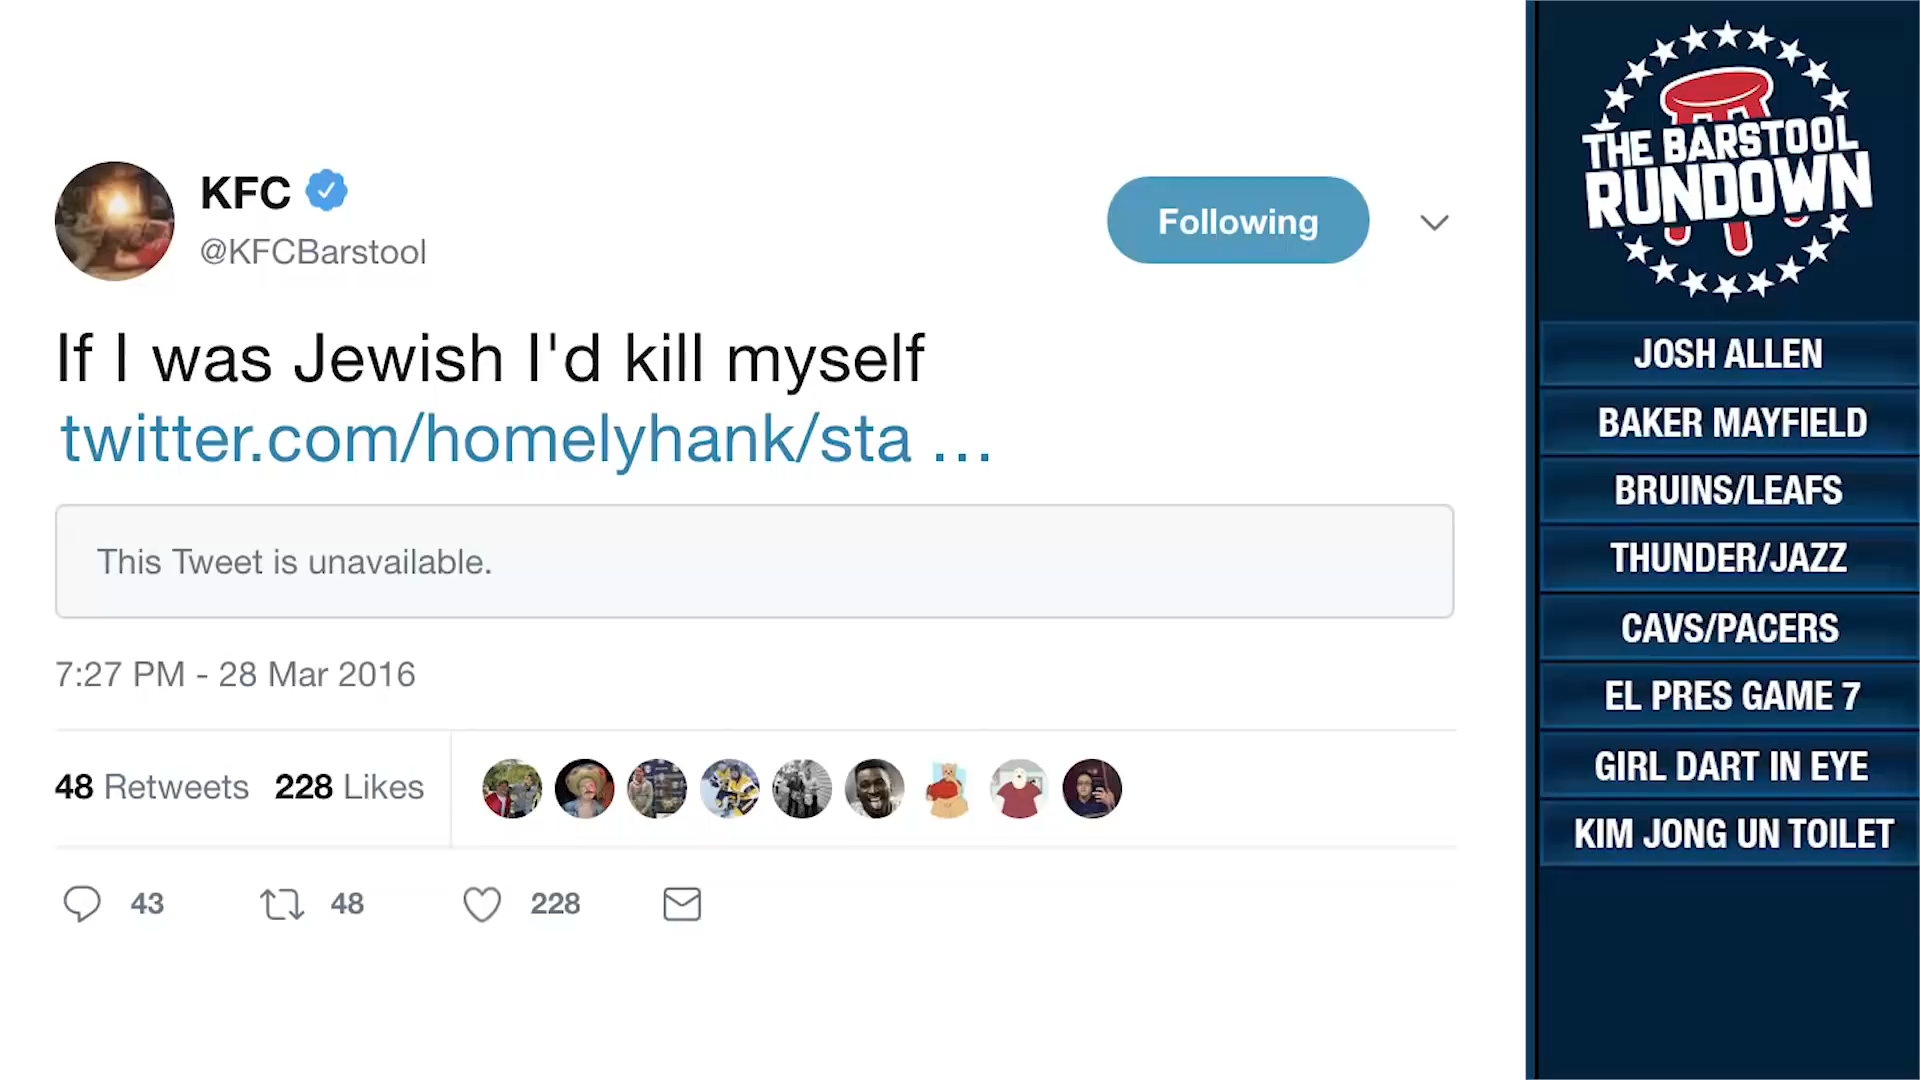 KFC
@KFCBarstool
Following
If I was Jewish I'd kill myself
twitter.com/homelyhank/sta ...
This Tweet is unavailable.
7:27 PM - 28 Mar 2016
48 Retweets 228 Likes
43 48 228
THE BARSTOOL
RUNDOWN
JOSH ALLEN
BAKER MAYFIELD
BRUINS/LEAFS
THUNDER/JAZZ
CAVS/PACERS
EL PRES GAME 7
GIRL DART IN EYE
KIM JONG UN TOILET